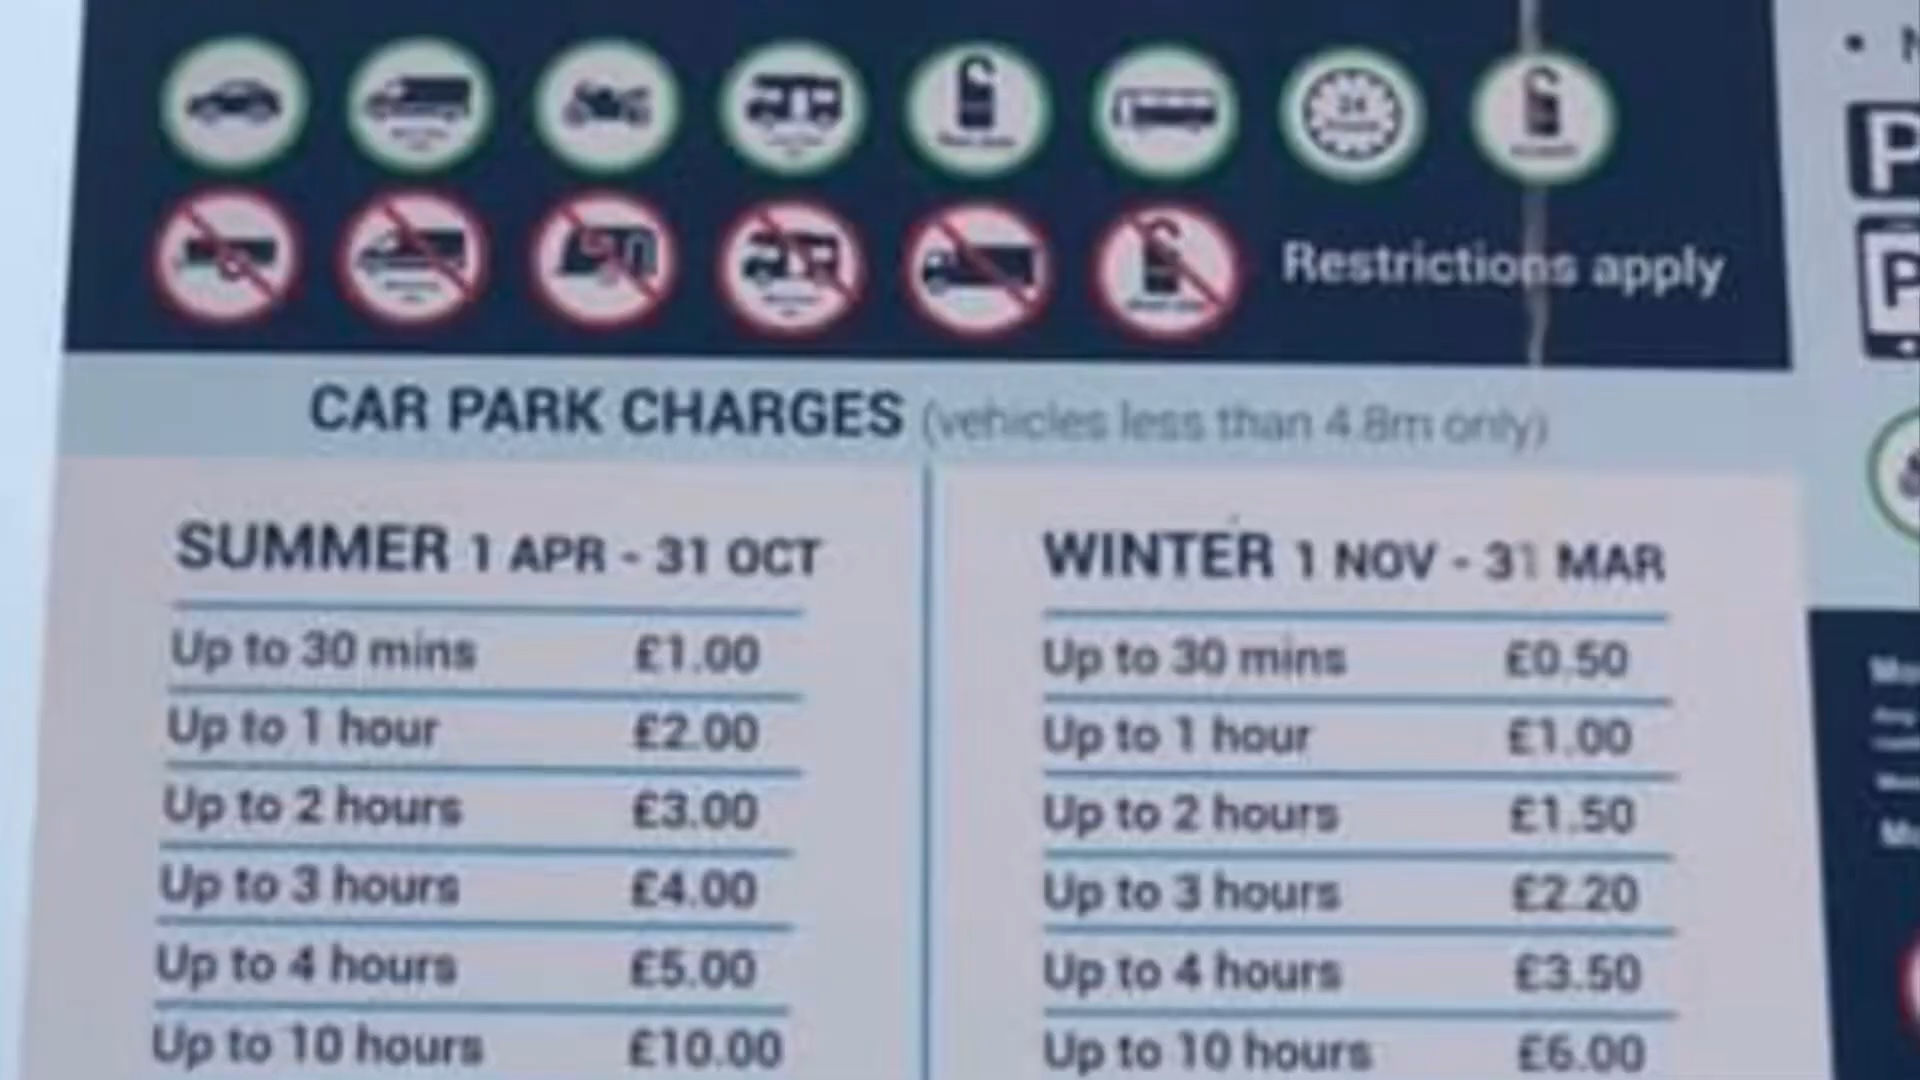 24
Restrictions apply
CAR PARK CHARGES (vehicles less than 4.8m only)
SUMMER 1 APR - 31 OCT
Up to 30 mins £1.00
Up to 1 hour £2.00
Up to 2 hours £3.00
Up to 3 hours £4.00
Up to 4 hours £5.00
Up to 10 hours £10.00
WINTER 1 NOV - 31 MAR
Up to 30 mins £0.50
Up to 1 hour £1.00
Up to 2 hours £1.50
Up to 3 hours £2.20
Up to 4 hours £3.50
Up to 10 hours £6.00
P
P